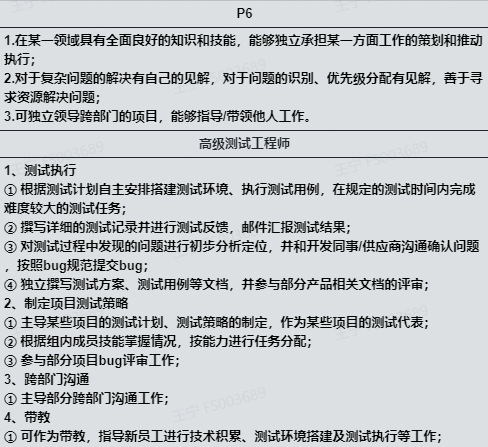 P6
1.在某一领域具有全面良好的知识和技能，能够独立承担某一方面工作的策划和推动
执行；
2.对于复杂问题的解决有自己的见解，对于问题的识别、优先级分配有见解，善于寻
求资源解决问题；
3.可独立领导跨部门的项目，能够指导/带领他人工作。
高级测试工程师
1、测试执行
① 根据测试计划自主安排搭建测试环境、执行测试用例，在规定的测试时间内完成
难度较大的测试任务；
② 撰写详细的测试记录并进行测试反馈，邮件汇报测试结果；
③ 对测试过程中发现的问题进行初步分析定位，并和开发同事/供应商沟通确认问题
，按照bug规范提交bug；
④ 独立撰写测试方案、测试用例等文档，并参与部分产品相关文档的评审；
2、制定项目测试策略
① 主导某些项目的测试计划、测试策略的制定，作为某些项目的测试代表；
② 根据组内成员技能掌握情况，按能力进行任务分配；
③ 参与部分项目bug评审工作；
3、跨部门沟通
① 主导部分跨部门沟通工作；
4、带教
① 可作为带教，指导新员工进行技术积累、测试环境搭建及测试执行等工作；